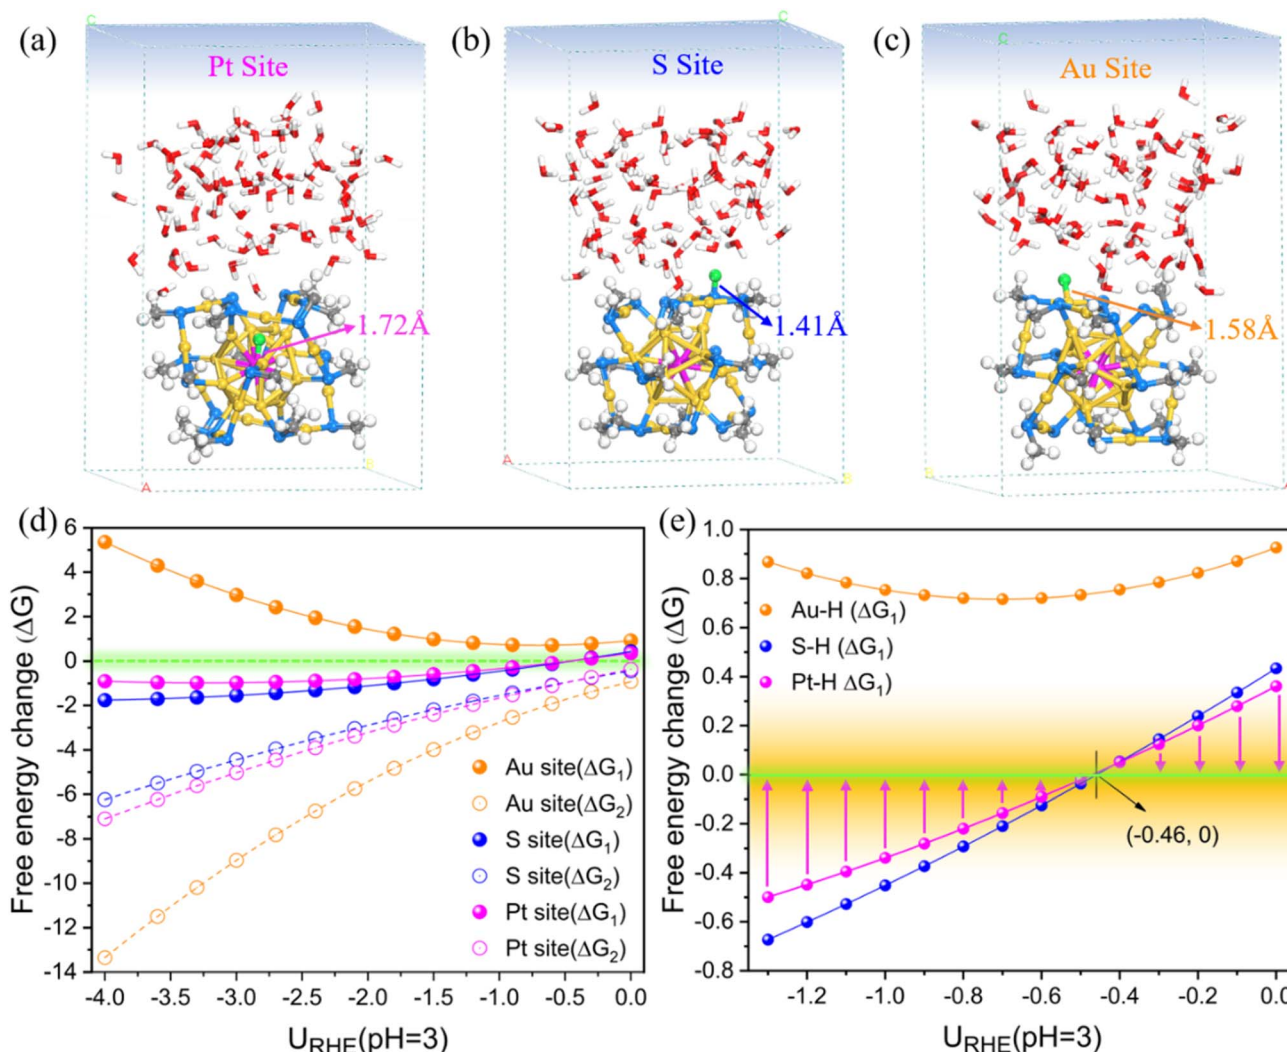 (a)
Pt Site
1.72Å
C
A
B
(b)
S Site
1.41Å
C
A
B
(c)
Au Site
1.58Å
C
B
A
(d)
Free energy change (ΔG)
6
4
2
0
-2
-4
-6
-8
-10
-12
-14
Au site(ΔG₁)
Au site(ΔG₂)
S site(ΔG₁)
S site(ΔG₂)
Pt site(ΔG₁)
Pt site(ΔG₂)
-4.0 -3.5 -3.0 -2.5 -2.0 -1.5 -1.0 -0.5 0.0
U_RHE(pH=3)
(e)
Free energy change (ΔG)
1.0
0.8
0.6
0.4
0.2
0.0
-0.2
-0.4
-0.6
-0.8
Au-H (ΔG₁)
S-H (ΔG₁)
Pt-H ΔG₁)
(-0.46, 0)
-1.2 -1.0 -0.8 -0.6 -0.4 -0.2 0.0
U_RHE(pH=3)